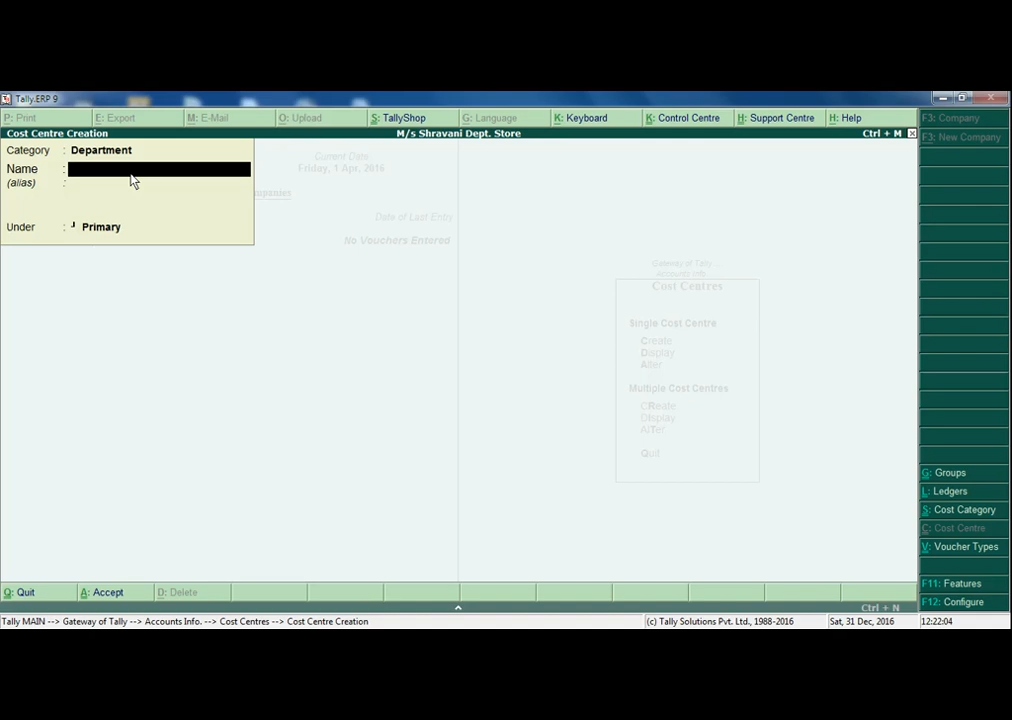 Tally.ERP 9
P: Print
E: Export
M: E-Mail
O: Upload
S: TallyShop
G: Language
K: Keyboard
K: Control Centre
H: Support Centre
H: Help
F3: Company
F3: New Company
Cost Centre Creation
M/s Shravani Dept. Store
Ctrl + M
Category : Department
Name :
(alias) :
Under : Primary
Current Date
Friday, 1 Apr, 2016
Date of Last Entry
No Vouchers Entered
Gateway of Tally ...
Accounts Info. ...
Cost Centres
Single Cost Centre
Create
Display
Alter
Multiple Cost Centres
CReate
DIsplay
AlTer
Quit
G: Groups
L: Ledgers
S: Cost Category
C: Cost Centre
V: Voucher Types
F11: Features
F12: Configure
Q: Quit
A: Accept
D: Delete
Ctrl + N
Tally MAIN --> Gateway of Tally --> Accounts Info. --> Cost Centres --> Cost Centre Creation
(c) Tally Solutions Pvt. Ltd., 1988-2016
Sat, 31 Dec, 2016
12:22:04